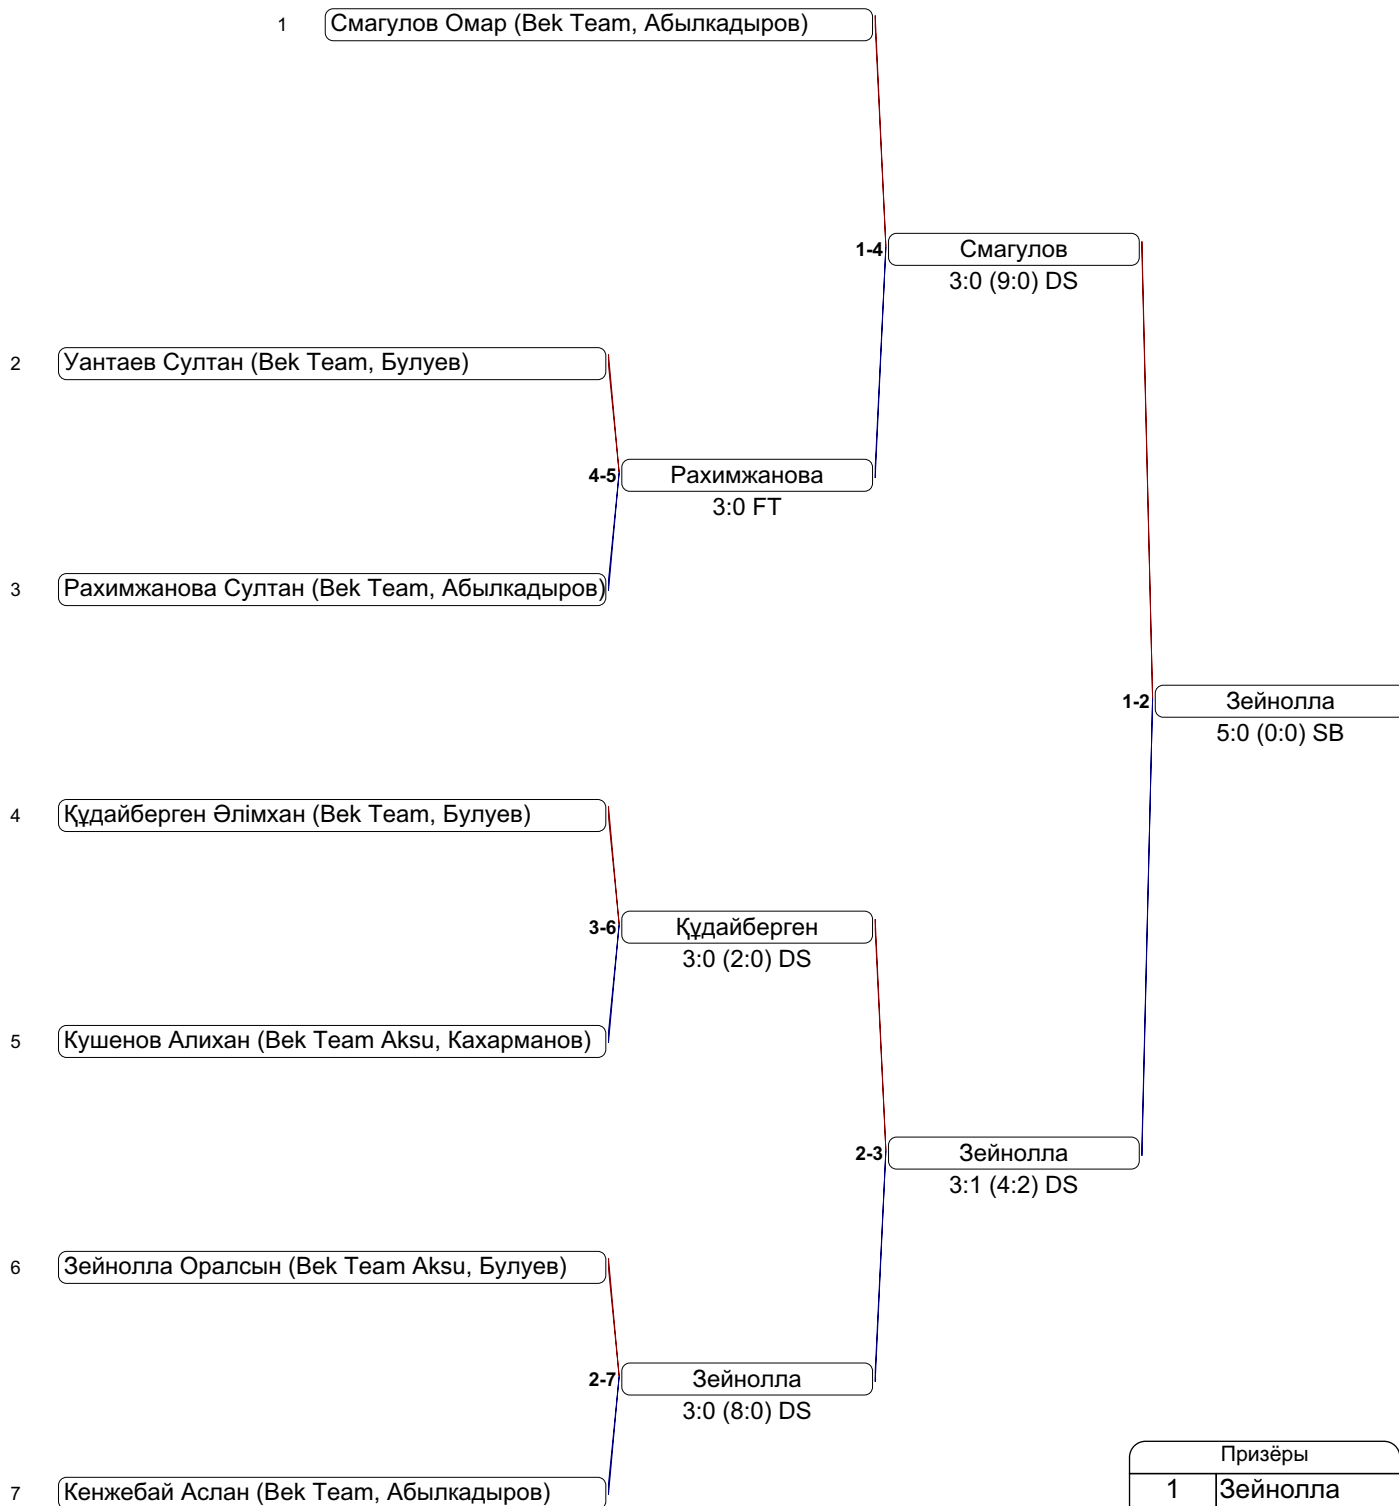 1 Смагулов Омар (Bek Team, Абылкадыров)
1-4 Смагулов
3:0 (9:0) DS
2 Уантаев Султан (Bek Team, Булуев)
4-5 Рахимжанова
3:0 FT
3 Рахимжанова Султан (Bek Team, Абылкадыров)
1-2 Зейнолла
5:0 (0:0) SB
4 Құдайберген Әлімхан (Bek Team, Булуев)
3-6 Құдайберген
3:0 (2:0) DS
5 Кушенов Алихан (Bek Team Aksu, Кахарманов)
2-3 Зейнолла
3:1 (4:2) DS
6 Зейнолла Оралсын (Bek Team Aksu, Булуев)
2-7 Зейнолла
3:0 (8:0) DS
Призёры
1 Зейнолла
7 Кенжебай Аслан (Bek Team, Абылкадыров)